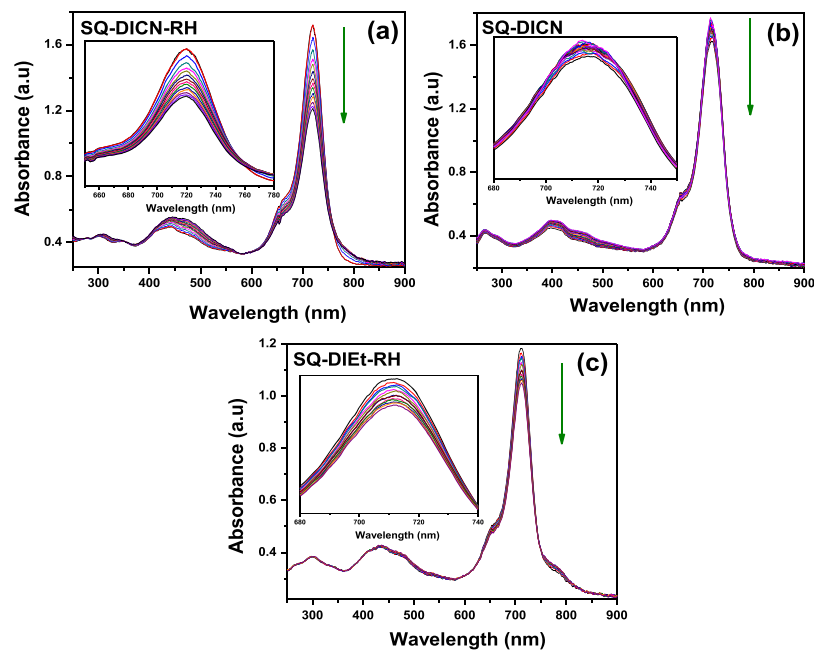 SQ-DICN-RH
(a)
1.6
1.2
0.8
0.4
Absorbance (a.u)
660 680 700 720 740 760 780
Wavelength (nm)
300 400 500 600 700 800 900
Wavelength (nm)
SQ-DICN
(b)
1.6
1.2
0.8
0.4
Absorbance (a.u)
680 700 720 740
Wavelength (nm)
300 400 500 600 700 800 900
Wavelength (nm)
SQ-DIEt-RH
(c)
1.2
1.0
0.8
0.6
0.4
Absorbance (a.u)
680 700 720 740
Wavelength (nm)
300 400 500 600 700 800 900
Wavelength (nm)